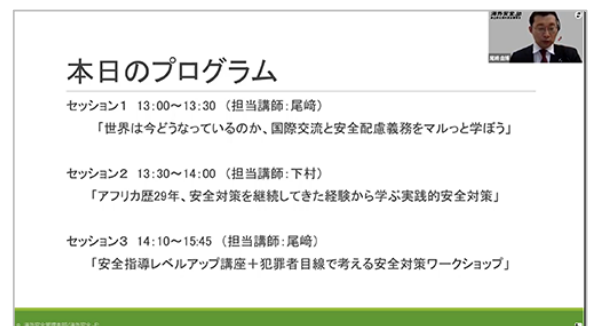 本日のプログラム
セッション1 13:00～13:30 （担当講師：尾﨑）
「世界は今どうなっているのか、国際交流と安全配慮義務をマルっと学ぼう」
セッション2 13:30～14:00 （担当講師：下村）
「アフリカ歴29年、安全対策を継続してきた経験から学ぶ実践的安全対策」
セッション3 14:10～15:45 （担当講師：尾﨑）
「安全指導レベルアップ講座＋犯罪者目線で考える安全対策ワークショップ」